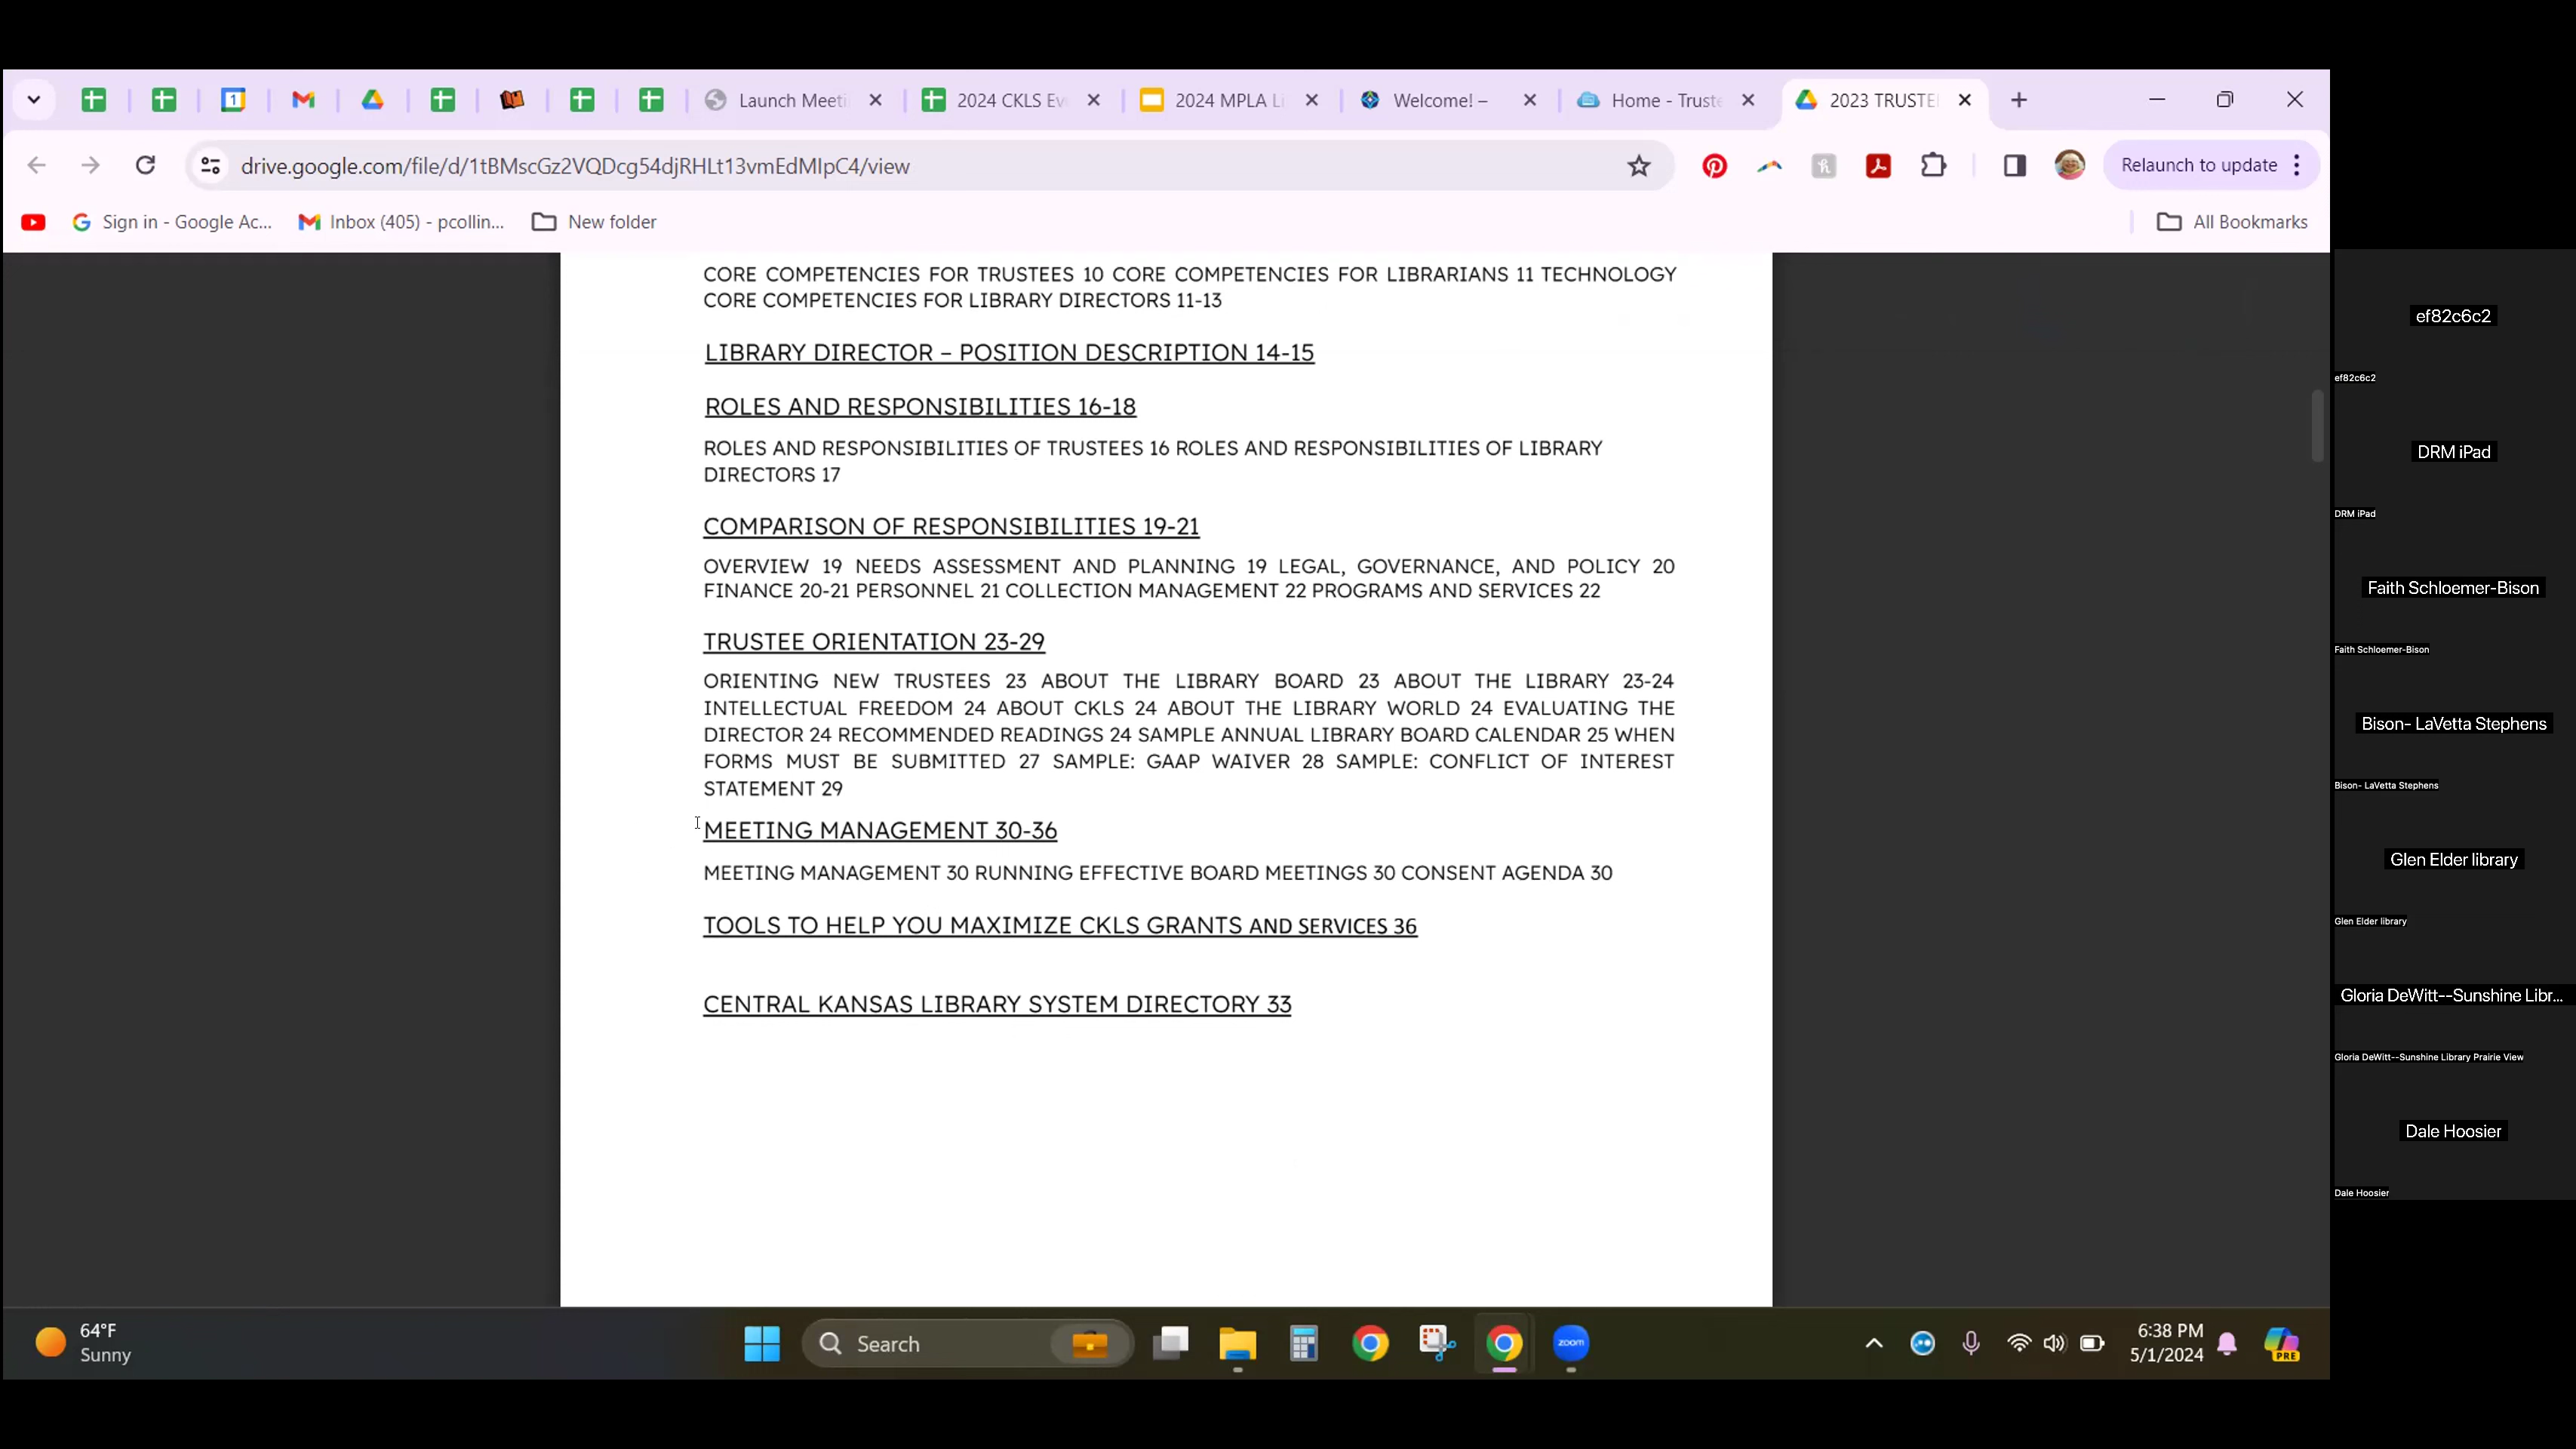 Launch Meeti
2024 CKLS Ev
2024 MPLA Li
Welcome! –
Home - Truste
2023 TRUSTE
drive.google.com/file/d/1tBMscGz2VQDcg54djRHLt13vmEdMIpC4/view
Relaunch to update
Sign in - Google Ac...
Inbox (405) - pcollin...
New folder
All Bookmarks
CORE COMPETENCIES FOR TRUSTEES 10 CORE COMPETENCIES FOR LIBRARIANS 11 TECHNOLOGY
CORE COMPETENCIES FOR LIBRARY DIRECTORS 11-13
LIBRARY DIRECTOR – POSITION DESCRIPTION 14-15
ROLES AND RESPONSIBILITIES 16-18
ROLES AND RESPONSIBILITIES OF TRUSTEES 16 ROLES AND RESPONSIBILITIES OF LIBRARY
DIRECTORS 17
COMPARISON OF RESPONSIBILITIES 19-21
OVERVIEW 19 NEEDS ASSESSMENT AND PLANNING 19 LEGAL, GOVERNANCE, AND POLICY 20
FINANCE 20-21 PERSONNEL 21 COLLECTION MANAGEMENT 22 PROGRAMS AND SERVICES 22
TRUSTEE ORIENTATION 23-29
ORIENTING NEW TRUSTEES 23 ABOUT THE LIBRARY BOARD 23 ABOUT THE LIBRARY 23-24
INTELLECTUAL FREEDOM 24 ABOUT CKLS 24 ABOUT THE LIBRARY WORLD 24 EVALUATING THE
DIRECTOR 24 RECOMMENDED READINGS 24 SAMPLE ANNUAL LIBRARY BOARD CALENDAR 25 WHEN
FORMS MUST BE SUBMITTED 27 SAMPLE: GAAP WAIVER 28 SAMPLE: CONFLICT OF INTEREST
STATEMENT 29
MEETING MANAGEMENT 30-36
MEETING MANAGEMENT 30 RUNNING EFFECTIVE BOARD MEETINGS 30 CONSENT AGENDA 30
TOOLS TO HELP YOU MAXIMIZE CKLS GRANTS AND SERVICES 36
CENTRAL KANSAS LIBRARY SYSTEM DIRECTORY 33
ef82c6c2
ef82c6c2
DRM iPad
DRM iPad
Faith Schloemer-Bison
Faith Schloemer-Bison
Bison- LaVetta Stephens
Bison- LaVetta Stephens
Glen Elder library
Glen Elder library
Gloria DeWitt--Sunshine Libr...
Gloria DeWitt--Sunshine Library Prairie View
Dale Hoosier
Dale Hoosier
64°F
Sunny
Search
zoom
6:38 PM
5/1/2024
PRE